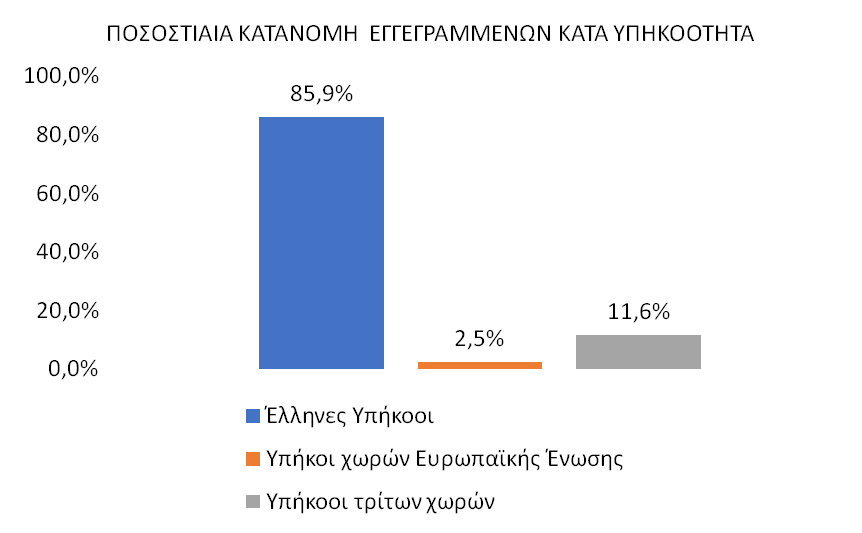 ΠΟΣΟΣΤΙΑΙΑ ΚΑΤΑΝΟΜΗ  ΕΓΓΕΓΡΑΜΜΕΝΩΝ ΚΑΤΑ ΥΠΗΚΟΟΤΗΤΑ
100,0%
85,9%
80,0%
60,0%
40,0%
20,0%
11,6%
2,5%
0,0%
Έλληνες Υπήκοοι
Υπήκοι χωρών Ευρωπαϊκής Ένωσης
Υπήκοοι τρίτων χωρών